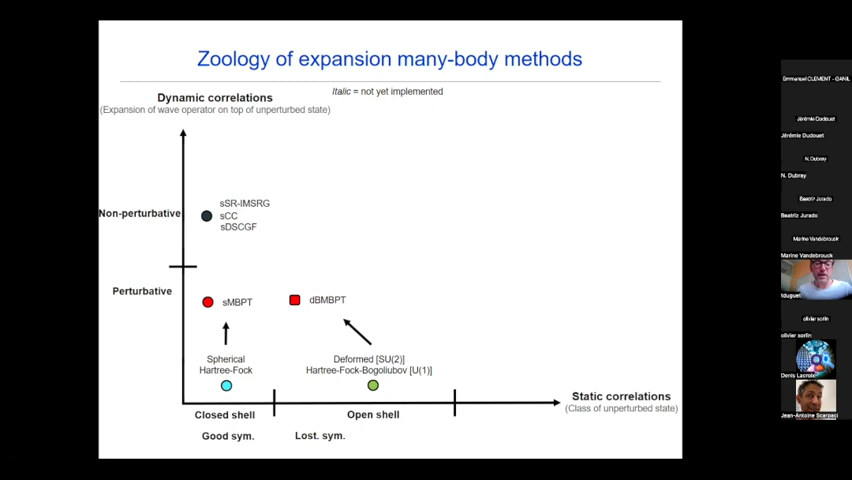 Zoology of expansion many-body methods
Italic = not yet implemented
Dynamic correlations
(Expansion of wave operator on top of unperturbed state)
Non-perturbative
sSR-IMSRG
sCC
sDSCGF
Perturbative
sMBPT
dBMBPT
Spherical
Hartree-Fock
Deformed [SU(2)]
Hartree-Fock-Bogoliubov [U(1)]
Static correlations
(Class of unperturbed state)
Closed shell
Open shell
Good sym.
Lost. sym.
Emmanuel CLEMENT - GANIL
Jérémie Dudouet
Jérémie Dudouet
N. Dubray
N. Dubray
Beatriz Jurado
Beatriz Jurado
Marine Vandebrouck
Marine Vandebrouck
tduguet
olivier sorlin
olivier sorlin
Denis Lacroix
Jean-Antoine Scarpaci